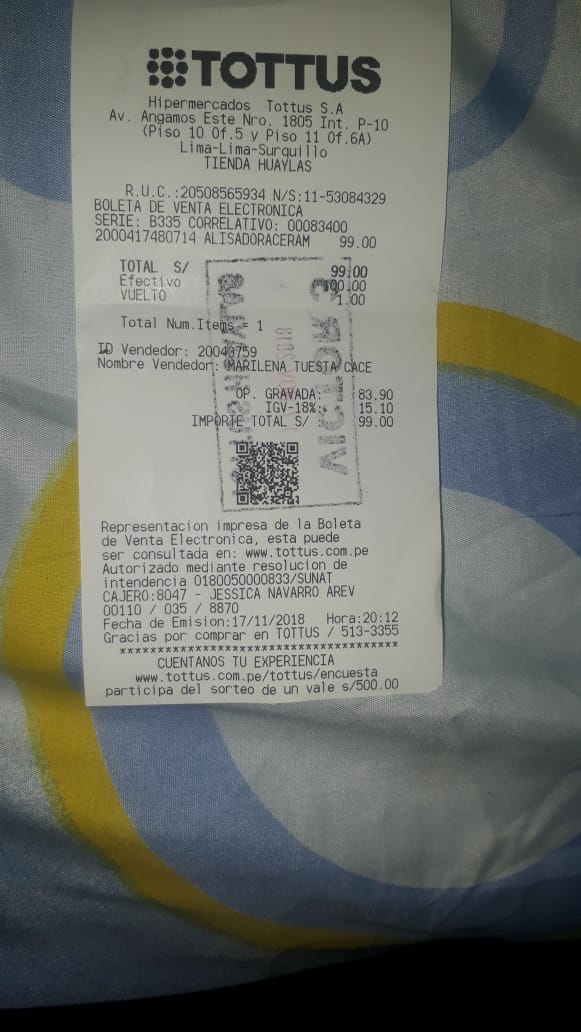 TOTTUS
Hipermercados Tottus S.A
Av. Angamos Este Nro. 1805 Int. P-10
(Piso 10 Of.5 y Piso 11 Of.6A)
Lima-Lima-Surquillo
TIENDA HUAYLAS
R.U.C.:20508565934 N/S:11-53084329
BOLETA DE VENTA ELECTRONICA
SERIE: B335 CORRELATIVO: 00083400
2000417480714 ALISADORACERAM 99.00
TOTAL S/ 99.00
Efectivo 100.00
VUELTO 1.00
Total Num.Items = 1
ID Vendedor: 20043759
Nombre Vendedor: MARILENA TUESTA CACE
OP. GRAVADA: 83.90
IGV-18%: 15.10
IMPORTE TOTAL S/ : 99.00
Representacion impresa de la Boleta
de Venta Electronica, esta puede
ser consultada en: www.tottus.com.pe
Autorizado mediante resolucion de
intendencia 0180050000833/SUNAT
CAJERO:8047 - JESSICA NAVARRO AREV
00110 / 035 / 8870
Fecha de Emision:17/11/2018 Hora:20:12
Gracias por comprar en TOTTUS / 513-3355
***************************************
CUENTANOS TU EXPERIENCIA
www.tottus.com.pe/tottus/encuesta
participa del sorteo de un vale s/500.00